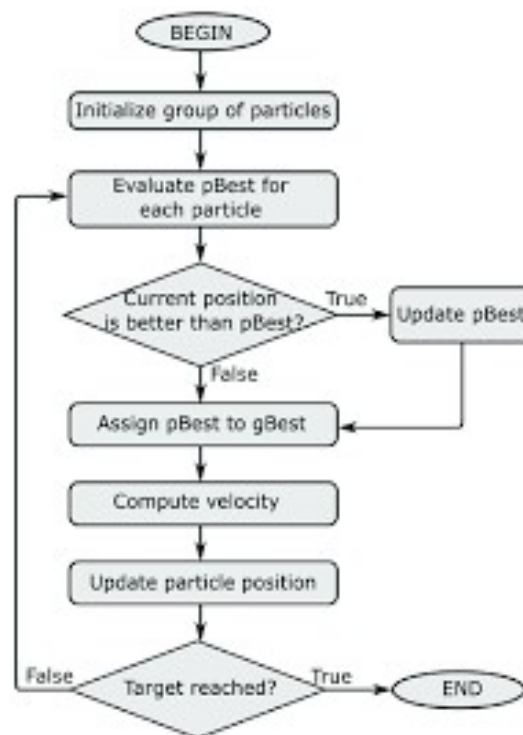 BEGIN
Initialize group of particles
Evaluate pBest for
each particle
Current position
is better than pBest?
True
Update pBest
False
Assign pBest to gBest
Compute velocity
Update particle position
False
Target reached?
True
END